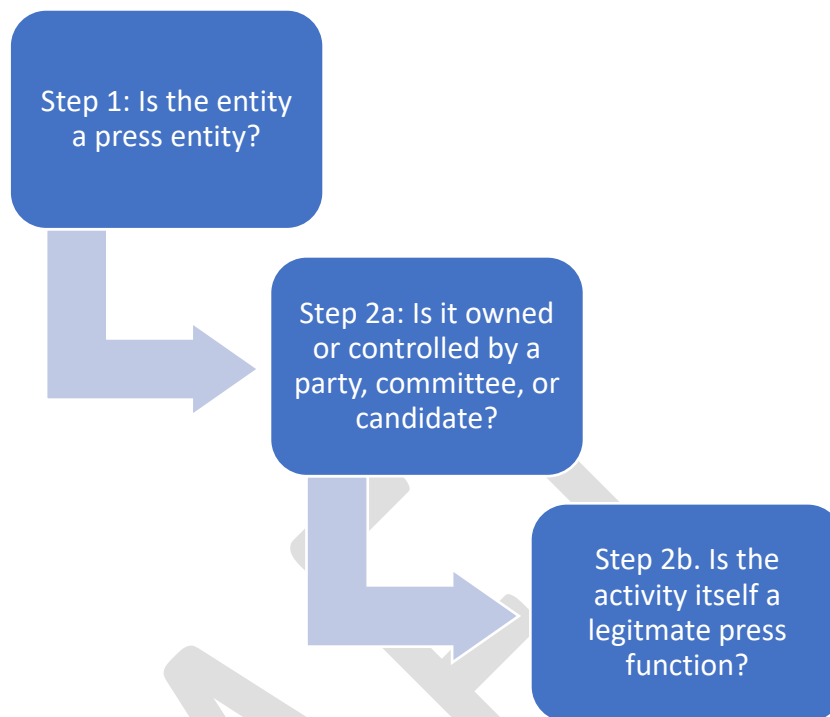 Step 1: Is the entity
a press entity?
Step 2a: Is it owned
or controlled by a
party, committee, or
candidate?
Step 2b. Is the
activity itself a
legitmate press
function?